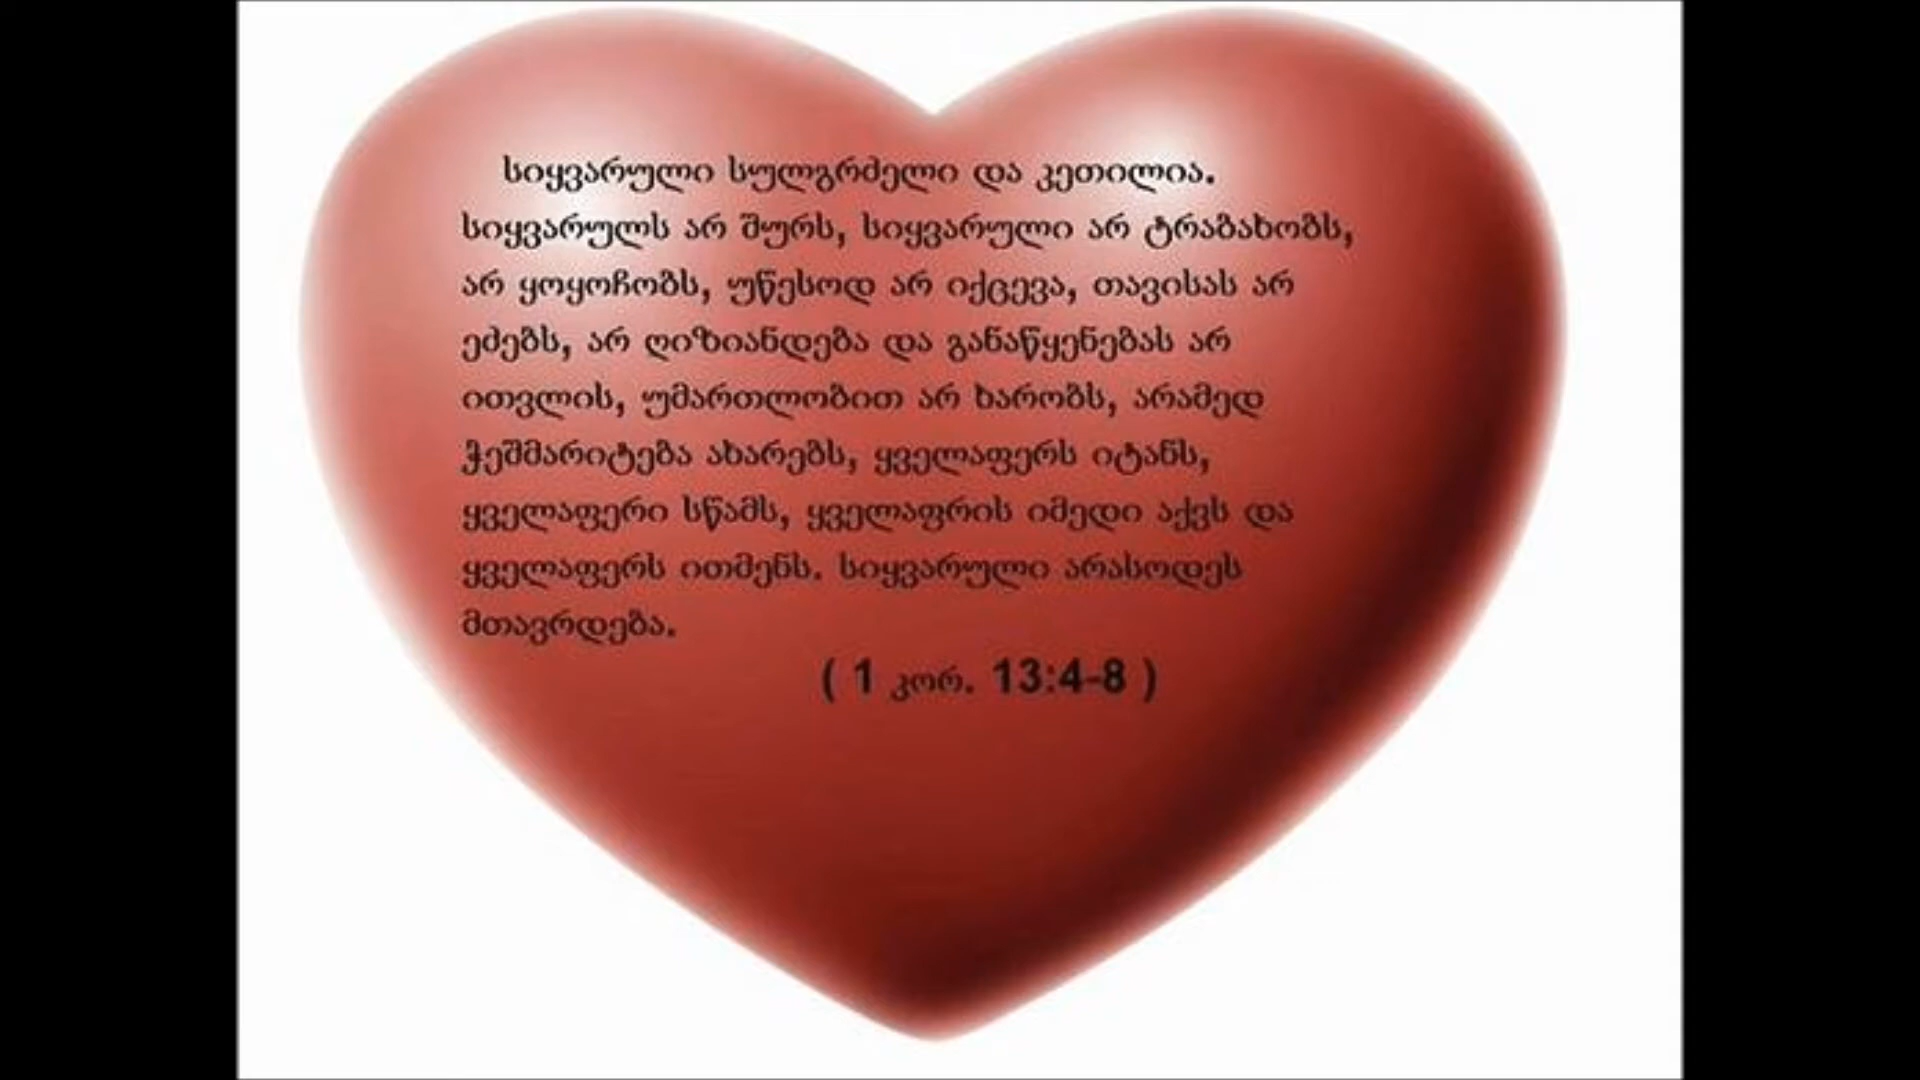 სიყვარული სულგრძელი და კეთილია.
სიყვარულს არ შურს, სიყვარული არ ტრაბახობს,
არ ყოყოჩობს, უწესოდ არ იქცევა, თავისას არ
ეძებს, არ ღიზიანდება და განაწყენებას არ
ითვლის, უმართლობით არ ხარობს, არამედ
ჭეშმარიტება ახარებს, ყველაფერს იტანს,
ყველაფერი სწამს, ყველაფრის იმედი აქვს და
ყველაფერს ითმენს. სიყვარული არასოდეს
მთავრდება.
( 1 კორ. 13:4-8 )